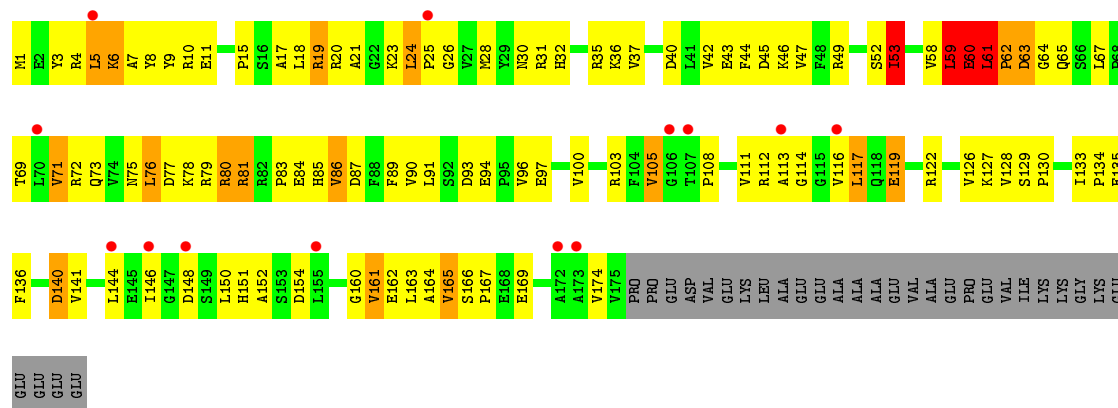 M1 E2 Y3 R4 L5 K6 A7 Y8 Y9 R10 E11 P15 S16 A17 L18 R19 R20 A21 G22 K23 L24 P25 G26 V27 M28 Y29 N30 R31 H32 R35 K36 V37 D40 L41 V42 E43 F44 D45 K46 V47 F48 R49 S52 I53 V58 L59 E60 L61 P62 D63 G64 Q65 S66 L67 P68
T69 L70 V71 R72 Q73 V74 N75 L76 D77 K78 R79 R80 R81 R82 P83 E84 H85 V86 D87 F88 F89 V90 L91 S92 D93 E94 P95 V96 E97 V100 R103 F104 V105 G106 T107 P108 V111 R112 A113 G114 G115 V116 L117 Q118 E119 R122 V126 K127 V128 S129 P130 I133 P134 E135
F136 D140 V141 L144 E145 I146 G147 D148 S149 L150 H151 A152 S153 D154 L155 G160 V161 E162 L163 A164 V165 S166 P167 E168 E169 A172 A173 V174 V175 PRO PRO GLU ASP VAL GLU LYS LEU ALA GLU GLU ALA ALA ALA GLU VAL ALA GLU PRO GLU VAL ILE LYS LYS GLY LYS GLU
GLU GLU GLU GLU